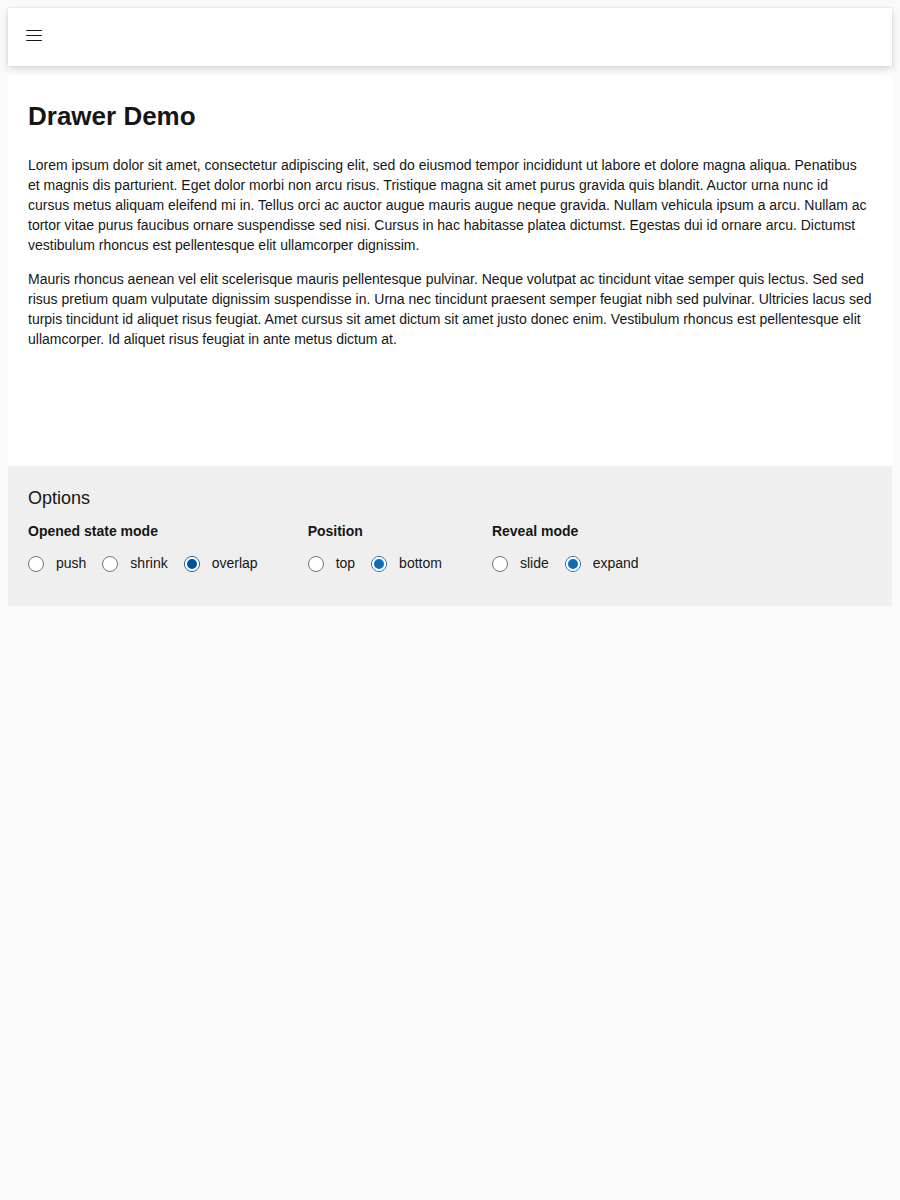 Drawer Demo
Lorem ipsum dolor sit amet, consectetur adipiscing elit, sed do eiusmod tempor incididunt ut labore et dolore magna aliqua. Penatibus
et magnis dis parturient. Eget dolor morbi non arcu risus. Tristique magna sit amet purus gravida quis blandit. Auctor urna nunc id
cursus metus aliquam eleifend mi in. Tellus orci ac auctor augue mauris augue neque gravida. Nullam vehicula ipsum a arcu. Nullam ac
tortor vitae purus faucibus ornare suspendisse sed nisi. Cursus in hac habitasse platea dictumst. Egestas dui id ornare arcu. Dictumst
vestibulum rhoncus est pellentesque elit ullamcorper dignissim.
Mauris rhoncus aenean vel elit scelerisque mauris pellentesque pulvinar. Neque volutpat ac tincidunt vitae semper quis lectus. Sed sed
risus pretium quam vulputate dignissim suspendisse in. Urna nec tincidunt praesent semper feugiat nibh sed pulvinar. Ultricies lacus sed
turpis tincidunt id aliquet risus feugiat. Amet cursus sit amet dictum sit amet justo donec enim. Vestibulum rhoncus est pellentesque elit
ullamcorper. Id aliquet risus feugiat in ante metus dictum at.
Options
Opened state mode Position Reveal mode
push shrink overlap top bottom slide expand